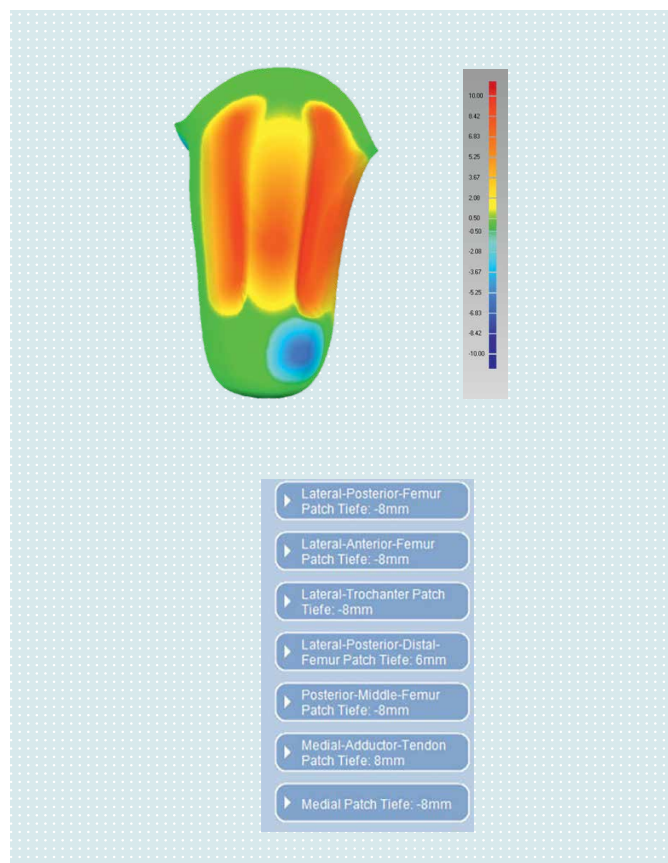 10.00
8.42
6.83
5.25
3.67
2.08
0.50
-0.50
-2.08
-3.67
-5.25
-6.83
-8.42
-10.00
Lateral-Posterior-Femur
Patch Tiefe: -8mm
Lateral-Anterior-Femur
Patch Tiefe: -8mm
Lateral-Trochanter Patch
Tiefe: -8mm
Lateral-Posterior-Distal-
Femur Patch Tiefe: 6mm
Posterior-Middle-Femur
Patch Tiefe: -8mm
Medial-Adductor-Tendon
Patch Tiefe: 8mm
Medial Patch Tiefe: -8mm